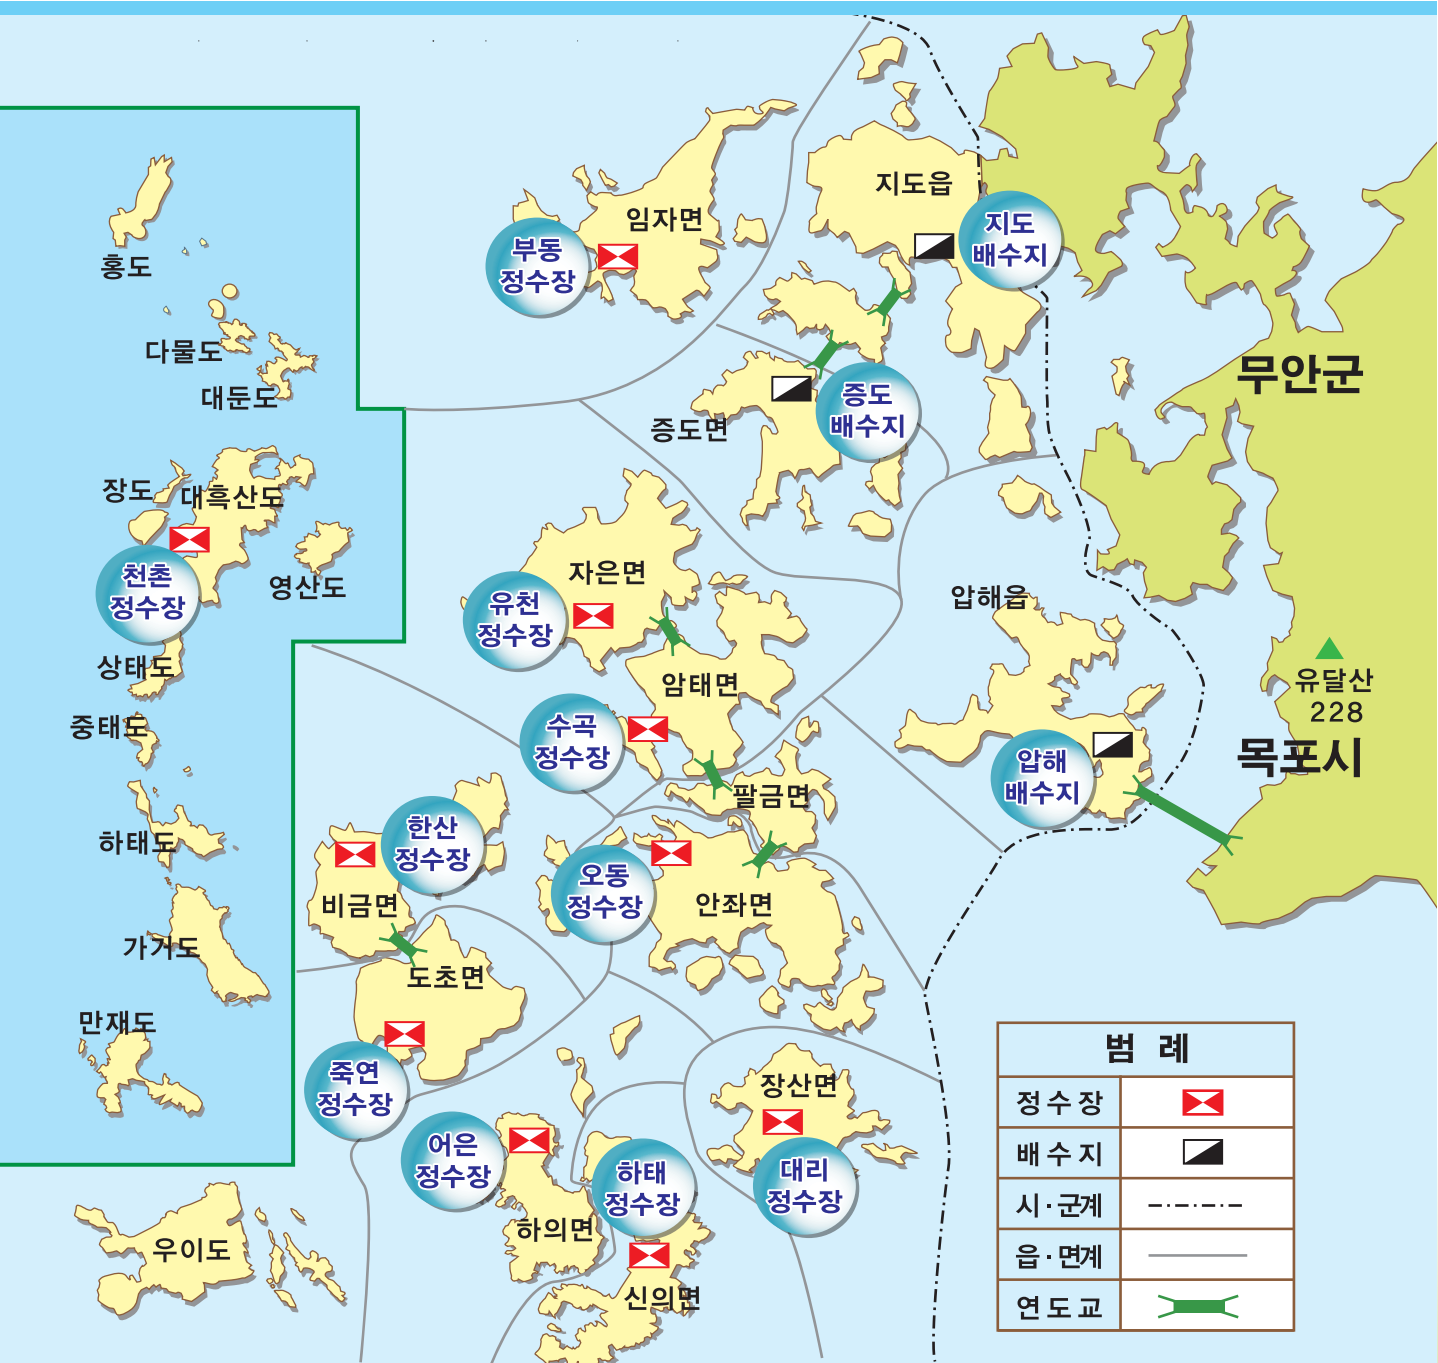 지도읍
임자면
지도
배수지
부동
정수장
홍도
다물도
대둔도
무안군
증도
배수지
증도면
장도
대흑산도
천촌
정수장
영산도
자은면
유천
정수장
압해읍
상태도
암태면
유달산
228
중태도
수곡
정수장
목포시
압해
배수지
팔금면
하태도
한산
정수장
오동
정수장
비금면
안좌면
가거도
도초면
만재도
죽연
정수장
장산면
어은
정수장
하태
정수장
대리
정수장
하의면
우이도
신의면
범 례
정수장
배수지
시·군계
읍·면계
연도교